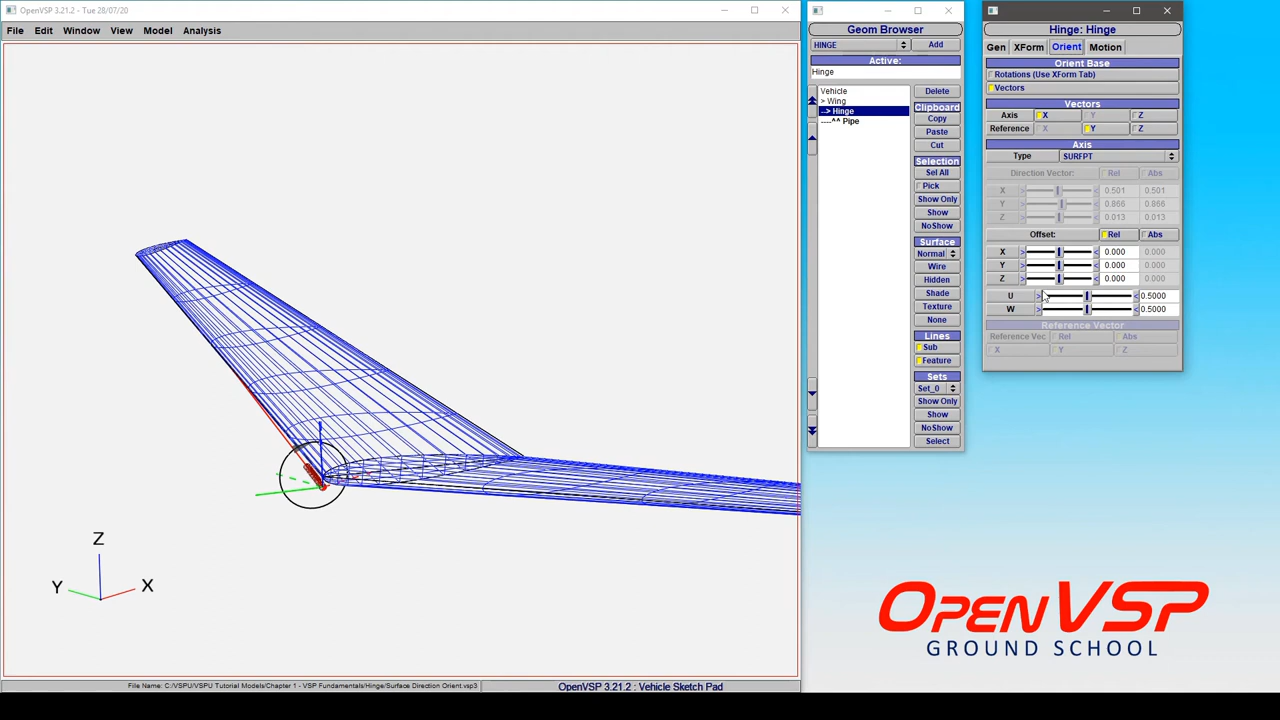 OpenVSP 3.21.2 - Tue 28/07/20
File Edit Window View Model Analysis
Z
Y
X
File Name: C:/VSPU/VSPU Tutorial Models/Chapter 1 - VSP Fundamentals/Hinge/Surface Direction Orient.vsp3
OpenVSP 3.21.2 : Vehicle Sketch Pad
Geom Browser
HINGE Add
Active:
Hinge
Vehicle
> Wing
--> Hinge
----^^ Pipe
Delete
Clipboard
Copy
Paste
Cut
Selection
Sel All
Pick
Show Only
Show
NoShow
Surface
Normal
Wire
Hidden
Shade
Texture
None
Lines
Sub
Feature
Sets
Set_0
Show Only
Show
NoShow
Select
Hinge: Hinge
Gen XForm Orient Motion
Orient Base
Rotations (Use XForm Tab)
Vectors
Vectors
Axis X Y Z
Reference X Y Z
Axis
Type SURFPT
Direction Vector: Rel Abs
X > < 0.501 0.501
Y > < 0.866 0.866
Z > < 0.013 0.013
Offset: Rel Abs
X > < 0.000 0.000
Y > < 0.000 0.000
Z > < 0.000 0.000
U > < 0.5000
W > < 0.5000
Reference Vector
Reference Vec Rel Abs
X Y Z
OPENVSP
GROUND SCHOOL